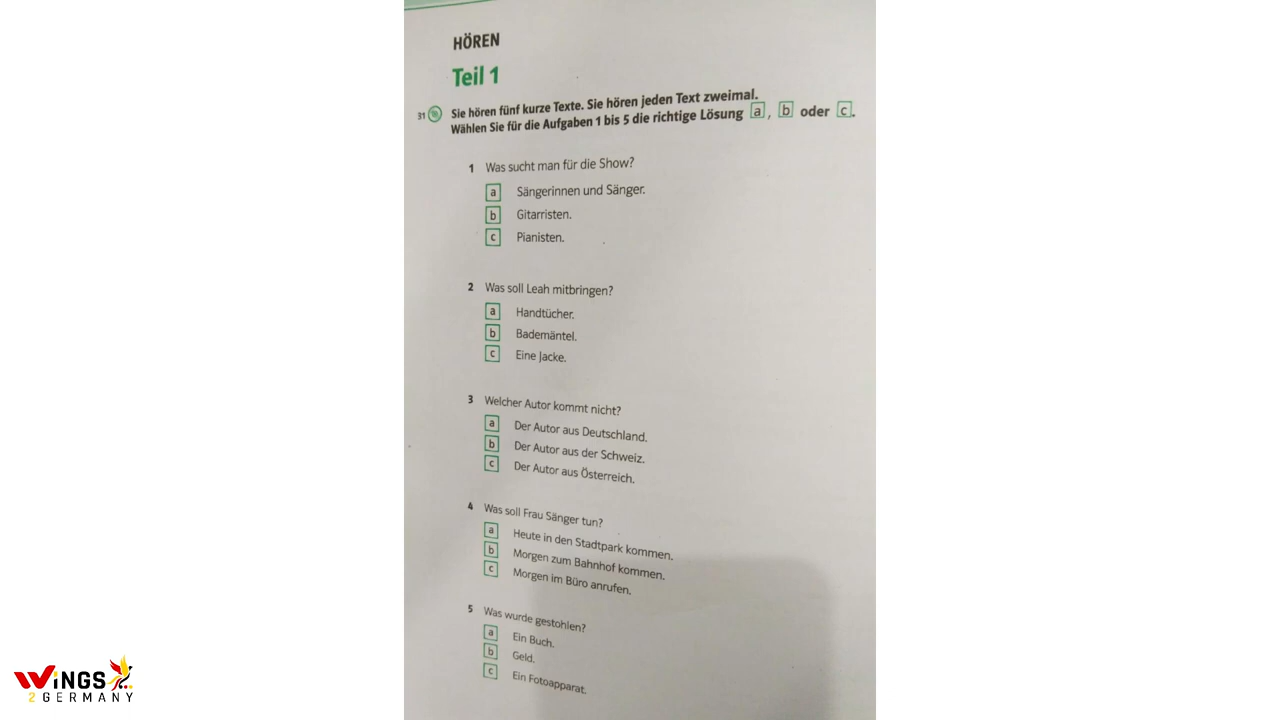 HÖREN
Teil 1
31 Sie hören fünf kurze Texte. Sie hören jeden Text zweimal.
Wählen Sie für die Aufgaben 1 bis 5 die richtige Lösung a, b oder c.
1 Was sucht man für die Show?
a Sängerinnen und Sänger.
b Gitarristen.
c Pianisten.
2 Was soll Leah mitbringen?
a Handtücher.
b Bademäntel.
c Eine Jacke.
3 Welcher Autor kommt nicht?
a Der Autor aus Deutschland.
b Der Autor aus der Schweiz.
c Der Autor aus Österreich.
4 Was soll Frau Sänger tun?
a Heute in den Stadtpark kommen.
b Morgen zum Bahnhof kommen.
c Morgen im Büro anrufen.
5 Was wurde gestohlen?
a Ein Buch.
b Geld.
c Ein Fotoapparat.
WINGS
2GERMANY